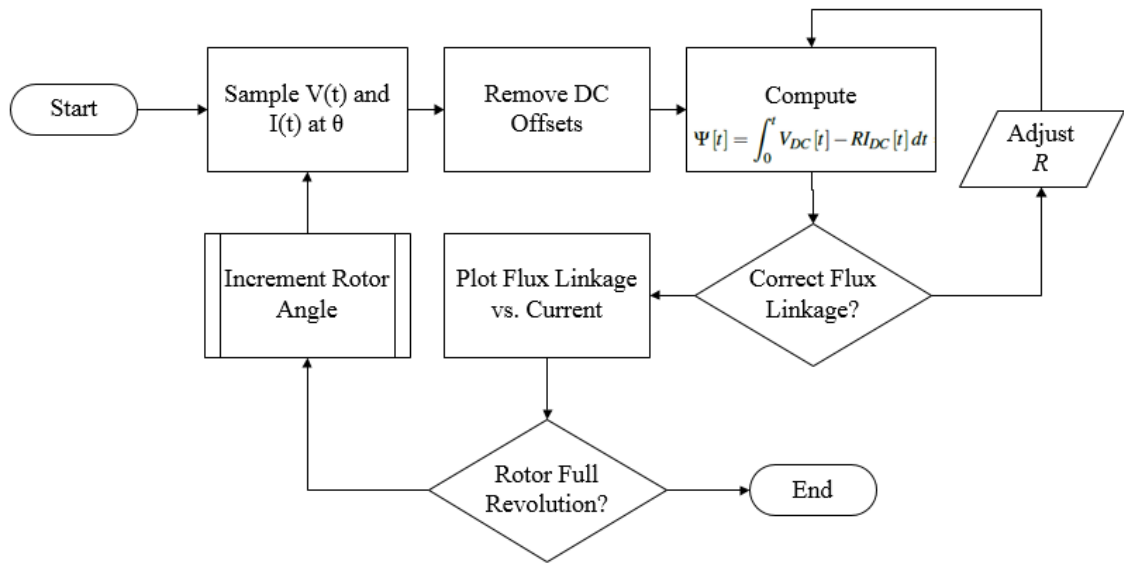 Start
Sample V(t) and
I(t) at θ
Remove DC
Offsets
Compute
Ψ[t] = ∫₀ᵗ V_DC[t] − RI_DC[t] dt
Adjust
R
Increment Rotor
Angle
Plot Flux Linkage
vs. Current
Correct Flux
Linkage?
Rotor Full
Revolution?
End